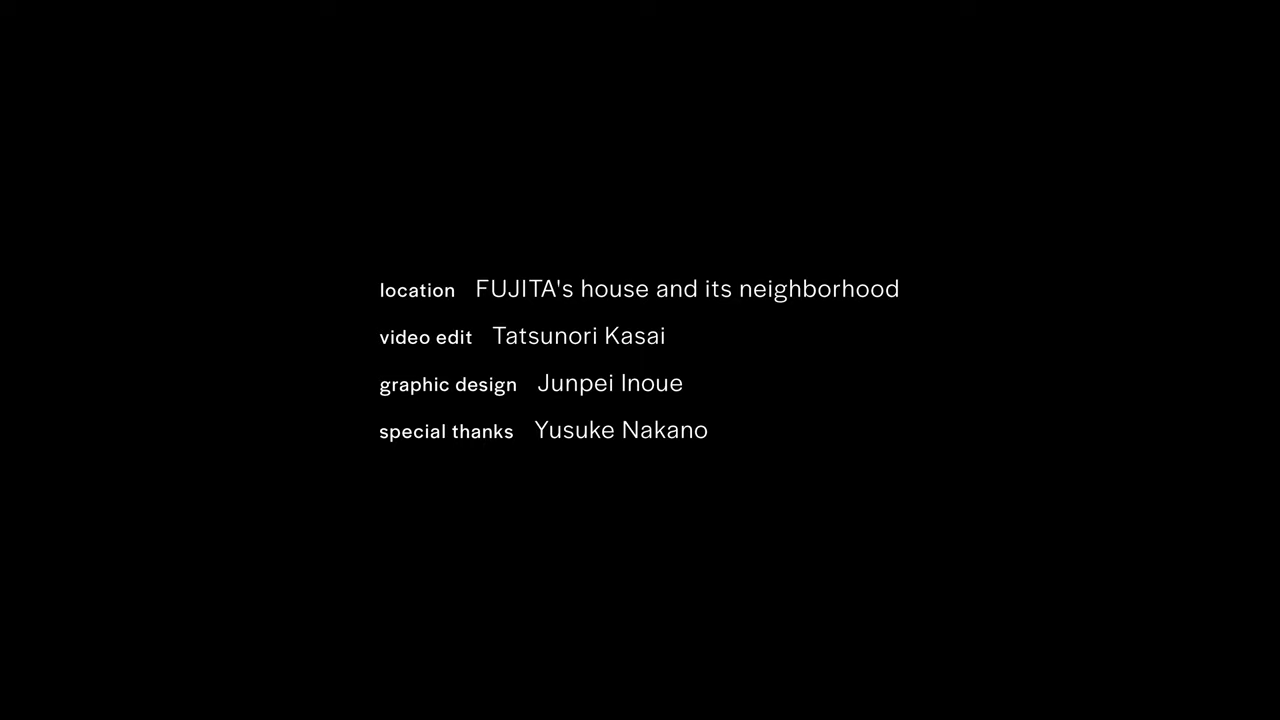 location FUJITA's house and its neighborhood
video edit Tatsunori Kasai
graphic design Junpei Inoue
special thanks Yusuke Nakano